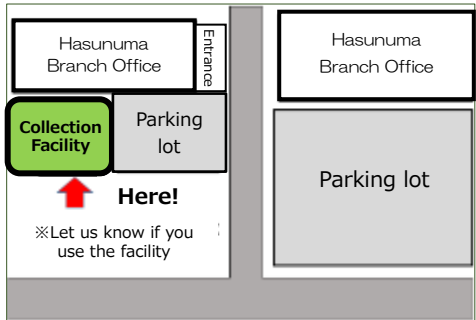 Hasunuma
Branch Office
Entrance
Hasunuma
Branch Office
Collection
Facility
Parking
lot
Parking lot
Here!
※Let us know if you
use the facility